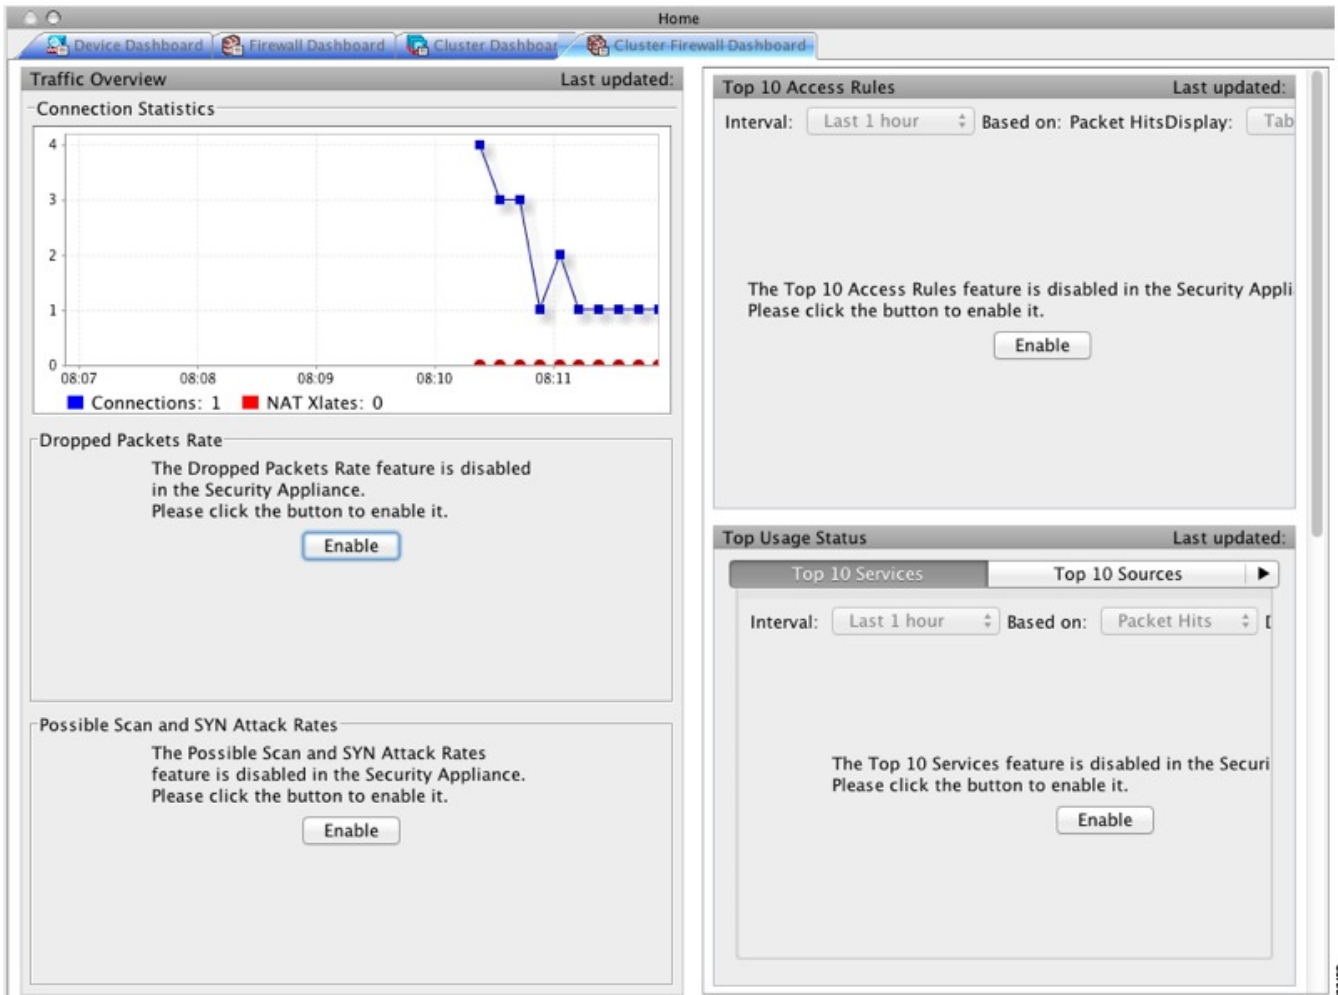 Home
Device Dashboard
Firewall Dashboard
Cluster Dashboar
Cluster Firewall Dashboard
Traffic Overview
Last updated:
Connection Statistics
4
3
2
1
0
08:07
08:08
08:09
08:10
08:11
Connections: 1
NAT Xlates: 0
Dropped Packets Rate
The Dropped Packets Rate feature is disabled
in the Security Appliance.
Please click the button to enable it.
Enable
Possible Scan and SYN Attack Rates
The Possible Scan and SYN Attack Rates
feature is disabled in the Security Appliance.
Please click the button to enable it.
Enable
Top 10 Access Rules
Last updated:
Interval:
Last 1 hour
Based on: Packet HitsDisplay:
Tab
The Top 10 Access Rules feature is disabled in the Security Appli
Please click the button to enable it.
Enable
Top Usage Status
Last updated:
Top 10 Services
Top 10 Sources
Interval:
Last 1 hour
Based on:
Packet Hits
The Top 10 Services feature is disabled in the Securi
Please click the button to enable it.
Enable